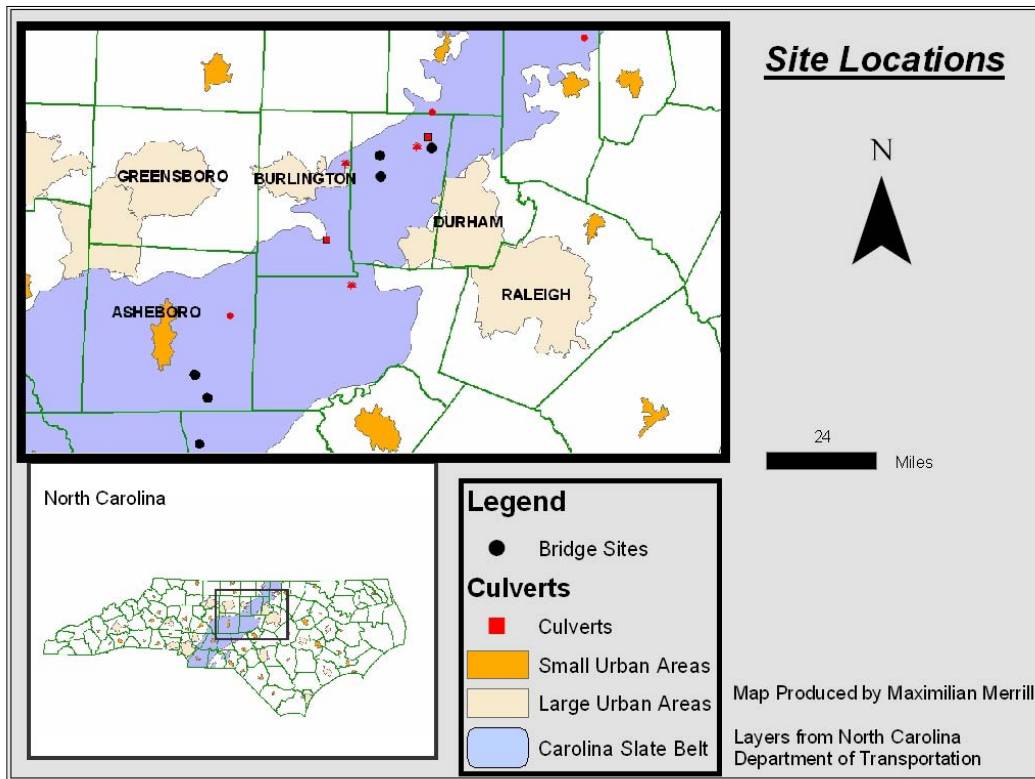 Site Locations
N
GREENSBORO
BURLINGTON
DURHAM
RALEIGH
ASHEBORO
24
Miles
North Carolina
Legend
Bridge Sites
Culverts
Culverts
Small Urban Areas
Large Urban Areas
Carolina Slate Belt
Map Produced by Maximilian Merrill
Layers from North Carolina
Department of Transportation